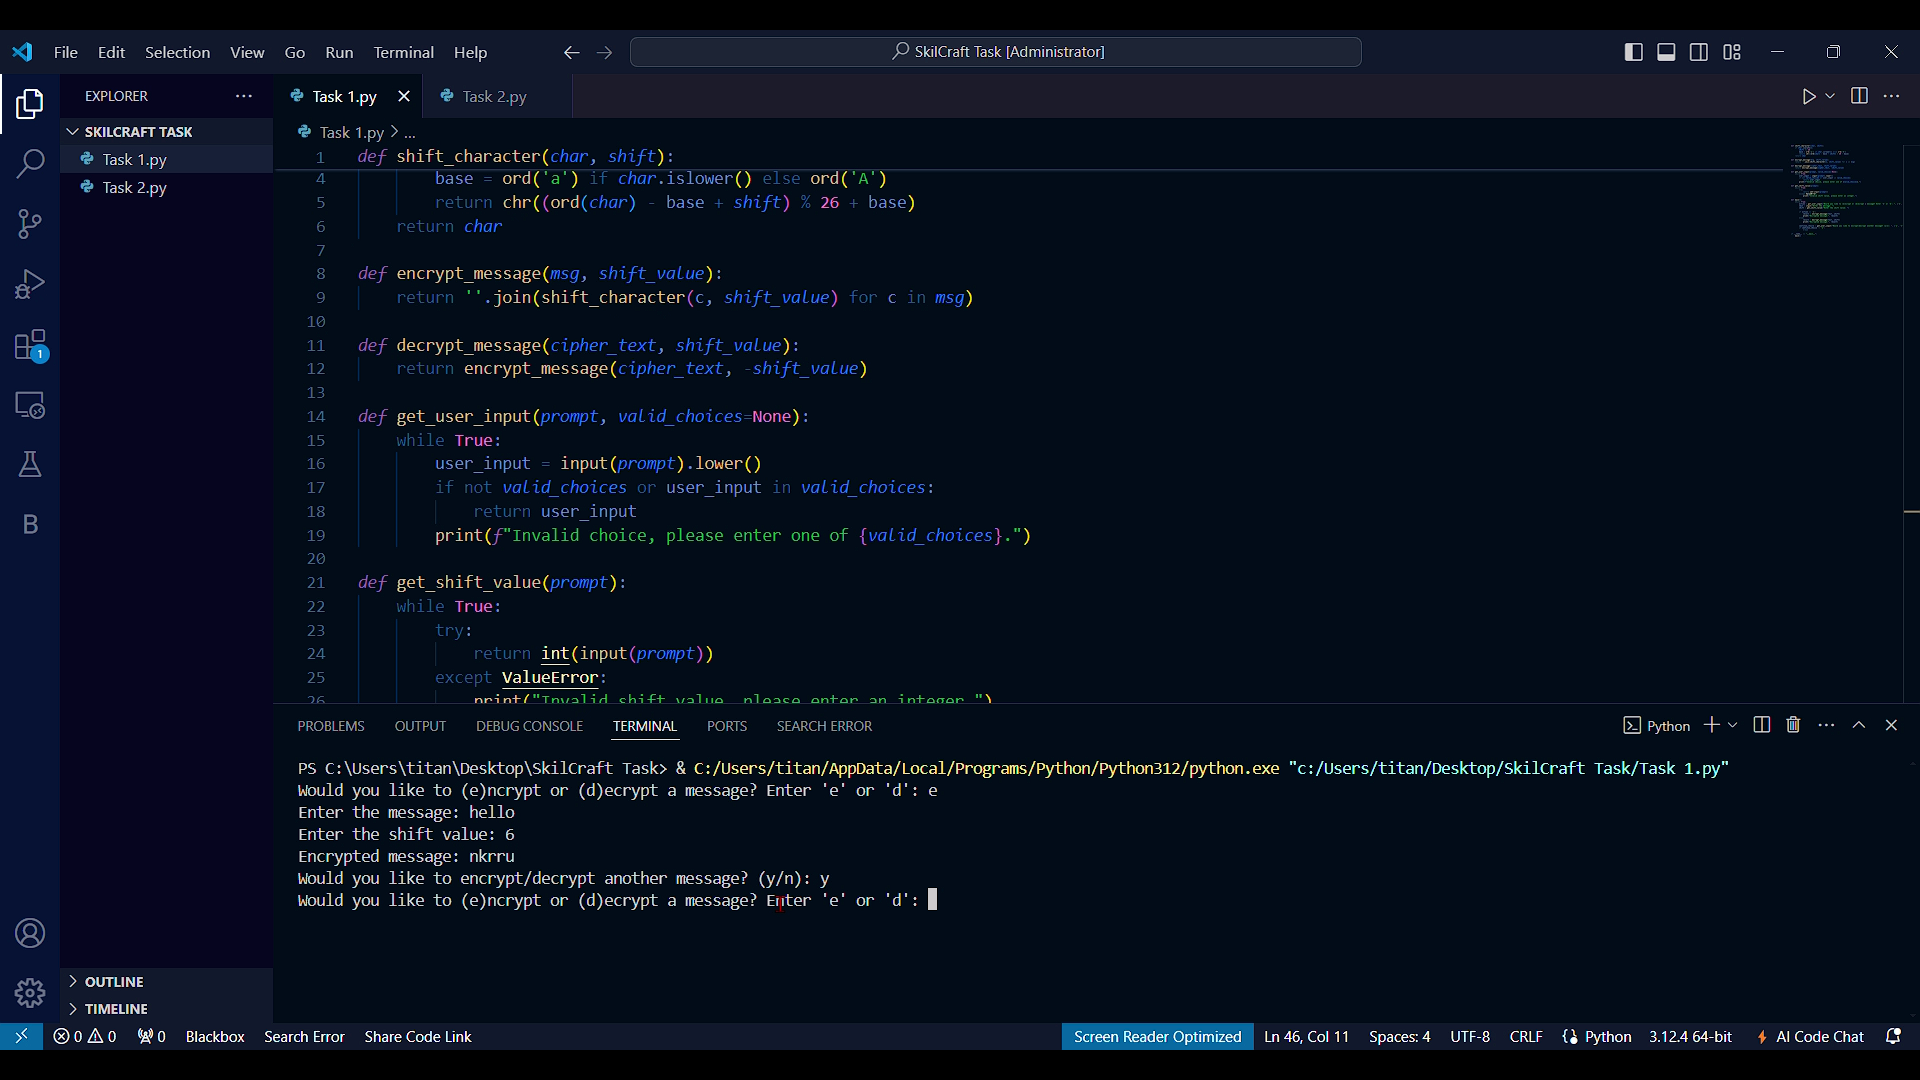 File Edit Selection View Go Run Terminal Help
SkilCraft Task [Administrator]
EXPLORER
Task 1.py
Task 2.py
SKILCRAFT TASK
Task 1.py
Task 2.py
Task 1.py > ...
1 def shift_character(char, shift):
4 base = ord('a') if char.islower() else ord('A')
5 return chr((ord(char) - base + shift) % 26 + base)
6 return char
7
8 def encrypt_message(msg, shift_value):
9 return ''.join(shift_character(c, shift_value) for c in msg)
10
11 def decrypt_message(cipher_text, shift_value):
12 return encrypt_message(cipher_text, -shift_value)
13
14 def get_user_input(prompt, valid_choices=None):
15 while True:
16 user_input = input(prompt).lower()
17 if not valid_choices or user_input in valid_choices:
18 return user_input
19 print(f"Invalid choice, please enter one of {valid_choices}.")
20
21 def get_shift_value(prompt):
22 while True:
23 try:
24 return int(input(prompt))
25 except ValueError:
26 print("Invalid shift value, please enter an integer.")
1
B
PROBLEMS OUTPUT DEBUG CONSOLE TERMINAL PORTS SEARCH ERROR
Python
PS C:\Users\titan\Desktop\SkilCraft Task> & C:/Users/titan/AppData/Local/Programs/Python/Python312/python.exe "c:/Users/titan/Desktop/SkilCraft Task/Task 1.py"
Would you like to (e)ncrypt or (d)ecrypt a message? Enter 'e' or 'd': e
Enter the message: hello
Enter the shift value: 6
Encrypted message: nkrru
Would you like to encrypt/decrypt another message? (y/n): y
Would you like to (e)ncrypt or (d)ecrypt a message? Enter 'e' or 'd':
OUTLINE
TIMELINE
0 0 0 Blackbox Search Error Share Code Link
Screen Reader Optimized Ln 46, Col 11 Spaces: 4 UTF-8 CRLF Python 3.12.4 64-bit AI Code Chat